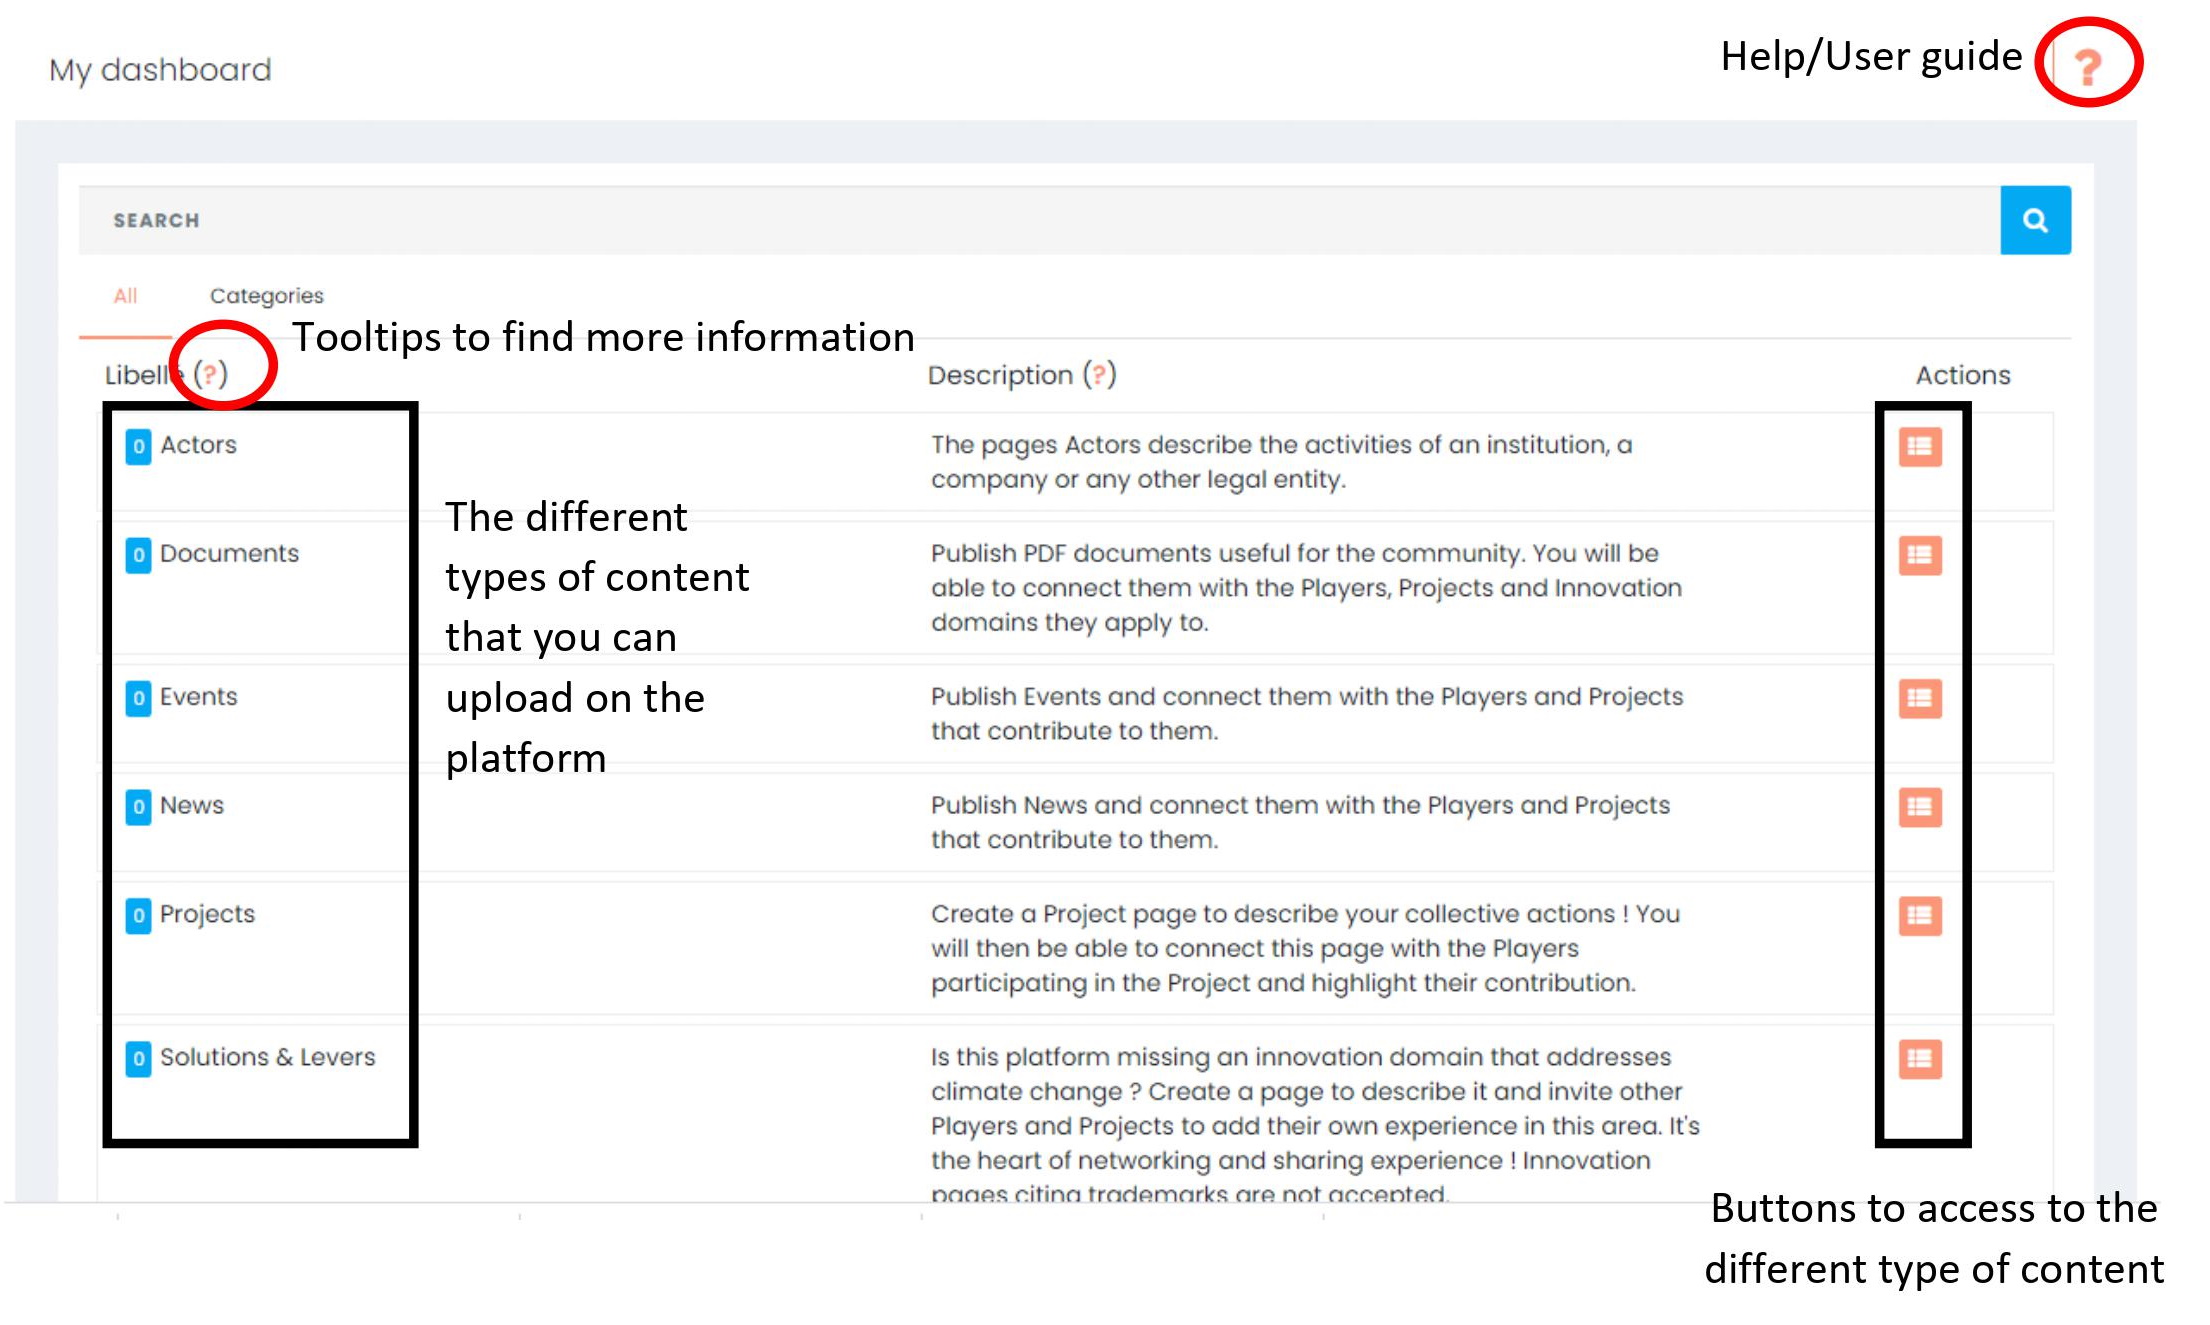 My dashboard
Help/User guide ?
SEARCH
All Categories
Tooltips to find more information
Libellé (?) Description (?) Actions
0 Actors
The pages Actors describe the activities of an institution, a
company or any other legal entity.
The different
types of content
that you can
upload on the
platform
0 Documents
Publish PDF documents useful for the community. You will be
able to connect them with the Players, Projects and Innovation
domains they apply to.
0 Events
Publish Events and connect them with the Players and Projects
that contribute to them.
0 News
Publish News and connect them with the Players and Projects
that contribute to them.
0 Projects
Create a Project page to describe your collective actions ! You
will then be able to connect this page with the Players
participating in the Project and highlight their contribution.
0 Solutions & Levers
Is this platform missing an innovation domain that addresses
climate change ? Create a page to describe it and invite other
Players and Projects to add their own experience in this area. It's
the heart of networking and sharing experience ! Innovation
pages citing trademarks are not accepted.
Buttons to access to the
different type of content